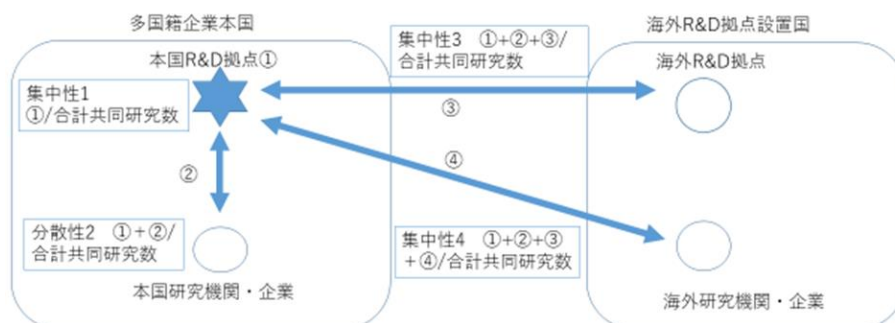 多国籍企業本国
海外R&D拠点設置国
本国R&D拠点①
集中性3　①+②+③/
合計共同研究数
海外R&D拠点
集中性1
①/合計共同研究数
③
②
④
分散性2　①+②/
合計共同研究数
集中性4　①+②+③
+④/合計共同研究数
本国研究機関・企業
海外研究機関・企業